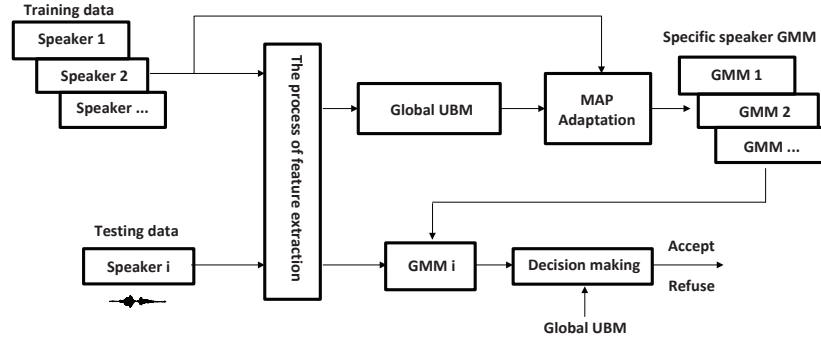 Training data
Speaker 1
Speaker 2
Speaker ...
The process of feature extraction
Global UBM
MAP
Adaptation
Specific speaker GMM
GMM 1
GMM 2
GMM ...
Testing data
Speaker i
GMM i
Decision making
Accept
Refuse
Global UBM